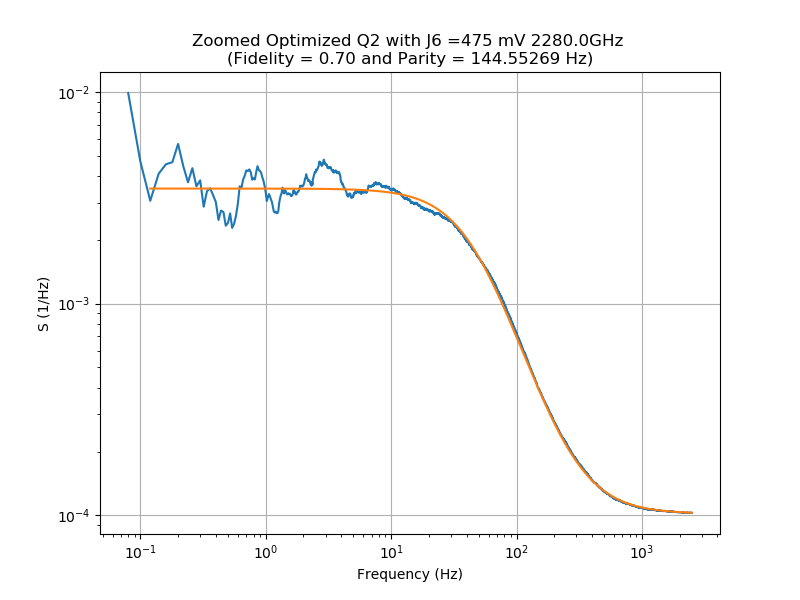 Zoomed Optimized Q2 with J6 =475 mV 2280.0GHz
(Fidelity = 0.70 and Parity = 144.55269 Hz)
10⁻²
10⁻³
10⁻⁴
S (1/Hz)
10⁻¹ 10⁰ 10¹ 10² 10³
Frequency (Hz)